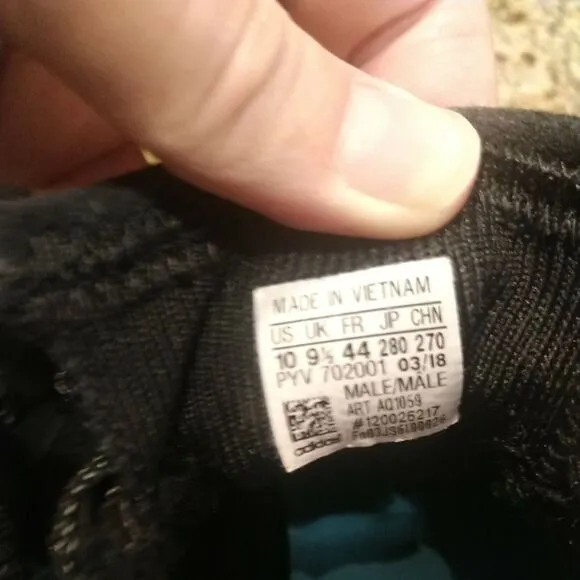 MADE IN VIETNAM
US UK FR JP CHN
10 9½ 44 280 270
PYV 702001 03/18
MALE/MÂLE
ART AQ1059
#120026217
adidas